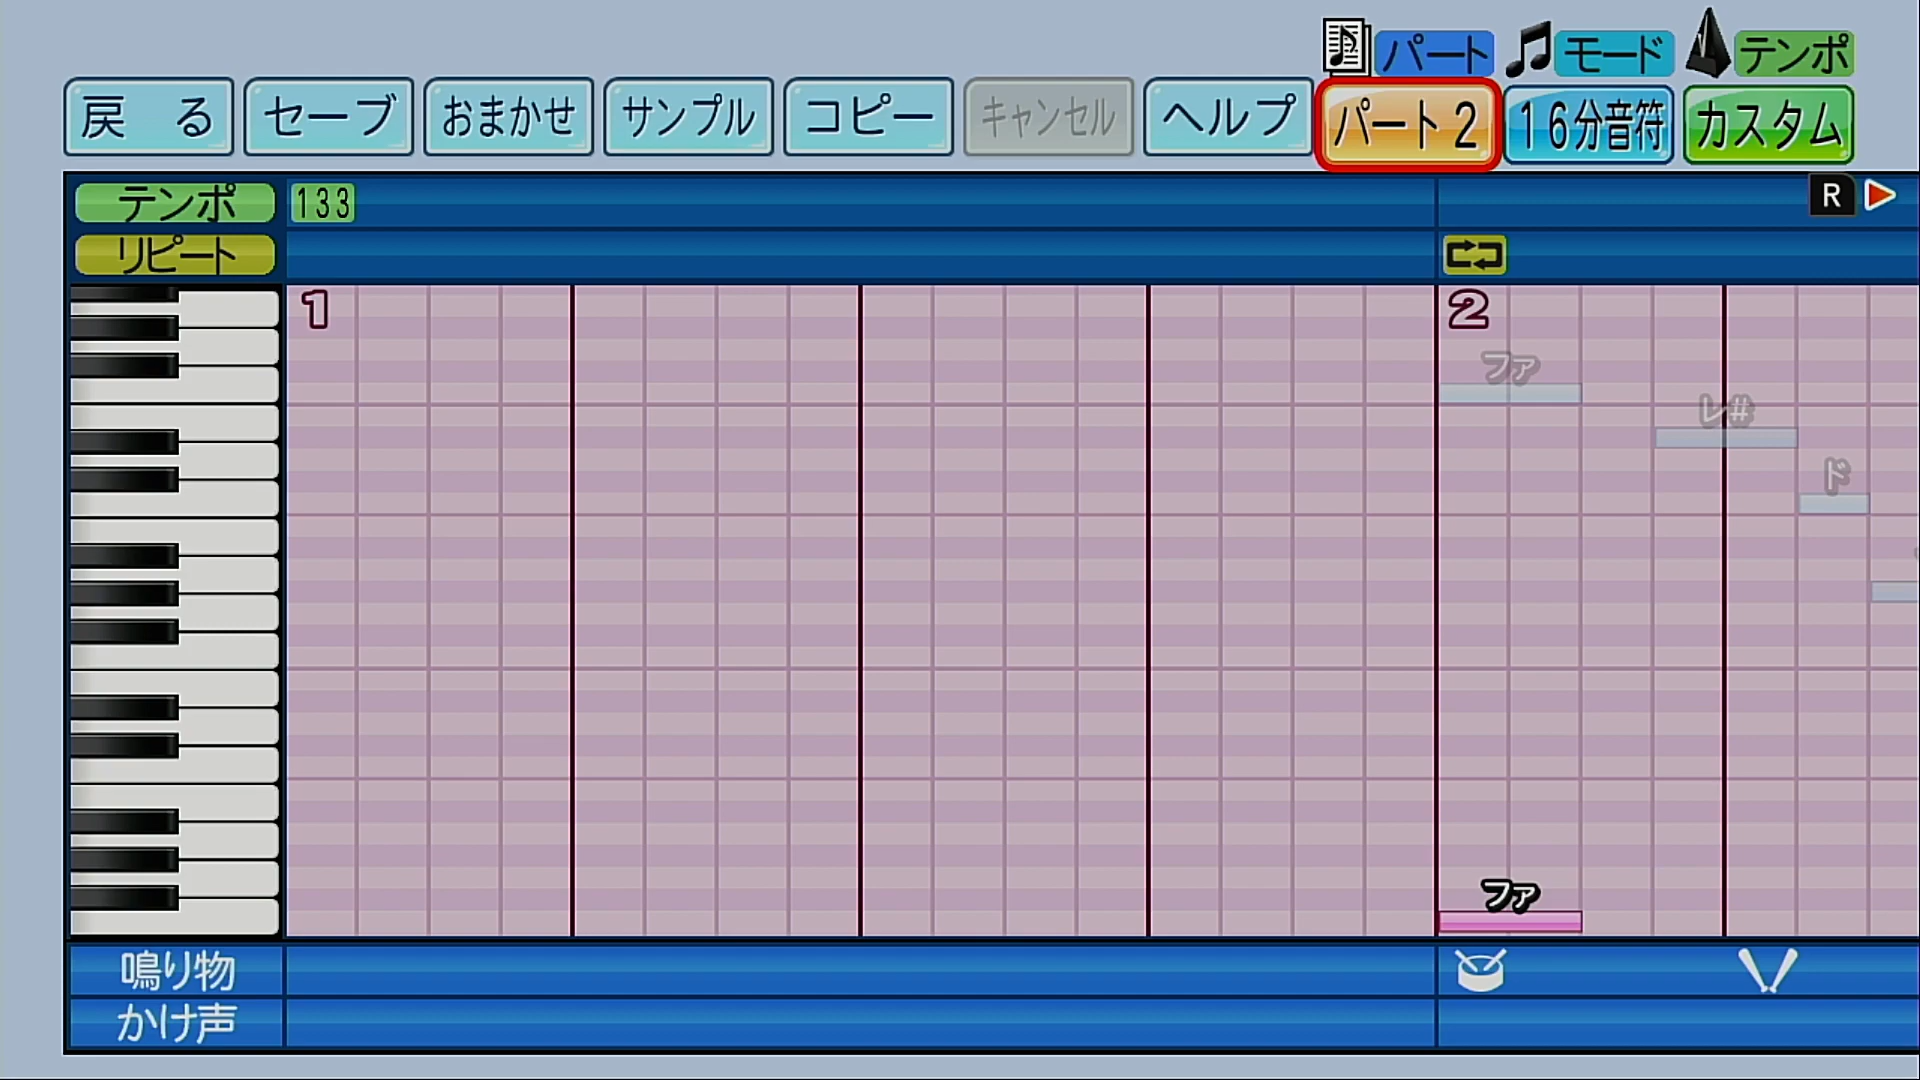 パート モード テンポ
戻る セーブ おまかせ サンプル コピー キャンセル ヘルプ パート2 16分音符 カスタム
テンポ 133 R
リピート
1 2
ファ
レ#
ド
ファ
鳴り物
かけ声